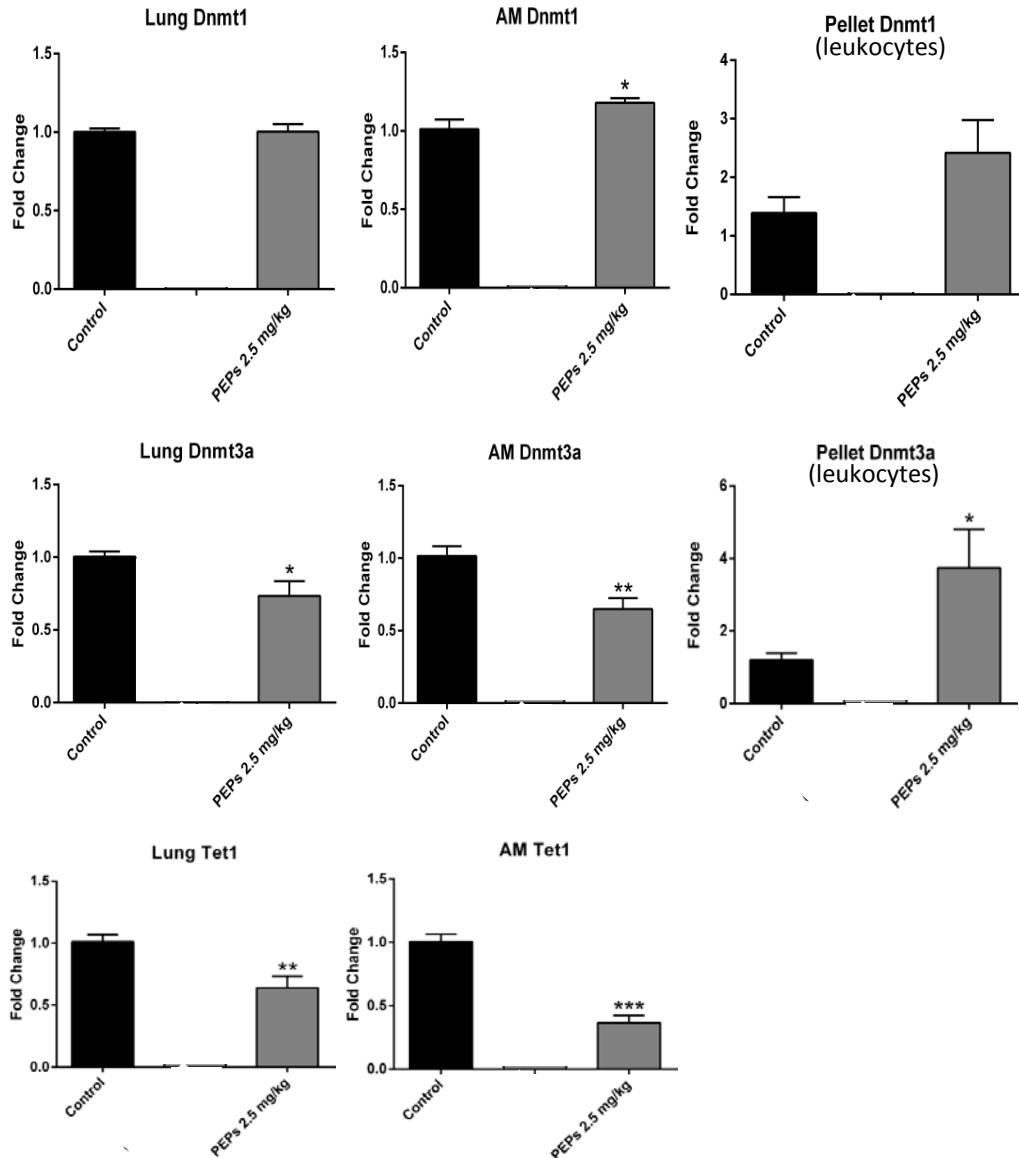 Lung Dnmt1
Fold Change
1.5
1.0
0.5
0.0
Control
PEPs 2.5 mg/kg
AM Dnmt1
Fold Change
1.5
*
1.0
0.5
0.0
Control
PEPs 2.5 mg/kg
Pellet Dnmt1
(leukocytes)
Fold Change
4
3
2
1
0
Control
PEPs 2.5 mg/kg
Lung Dnmt3a
Fold Change
1.5
1.0
*
0.5
0.0
Control
PEPs 2.5 mg/kg
AM Dnmt3a
Fold Change
1.5
1.0
**
0.5
0.0
Control
PEPs 2.5 mg/kg
Pellet Dnmt3a
(leukocytes)
Fold Change
6
*
4
2
0
Control
PEPs 2.5 mg/kg
Lung Tet1
Fold Change
1.5
1.0
**
0.5
0.0
Control
PEPs 2.5 mg/kg
AM Tet1
Fold Change
1.5
1.0
***
0.5
0.0
Control
PEPs 2.5 mg/kg